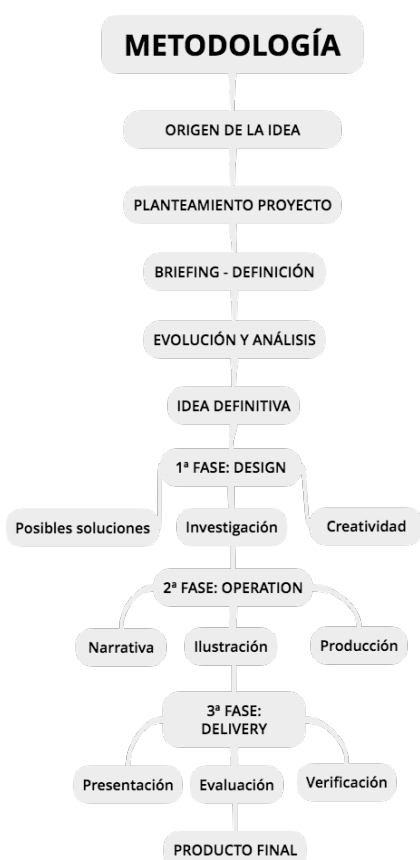 METODOLOGÍA
ORIGEN DE LA IDEA
PLANTEAMIENTO PROYECTO
BRIEFING - DEFINICIÓN
EVOLUCIÓN Y ANÁLISIS
IDEA DEFINITIVA
1ª FASE: DESIGN
Posibles soluciones
Investigación
Creatividad
2ª FASE: OPERATION
Narrativa
Ilustración
Producción
3ª FASE:
DELIVERY
Presentación
Evaluación
Verificación
PRODUCTO FINAL